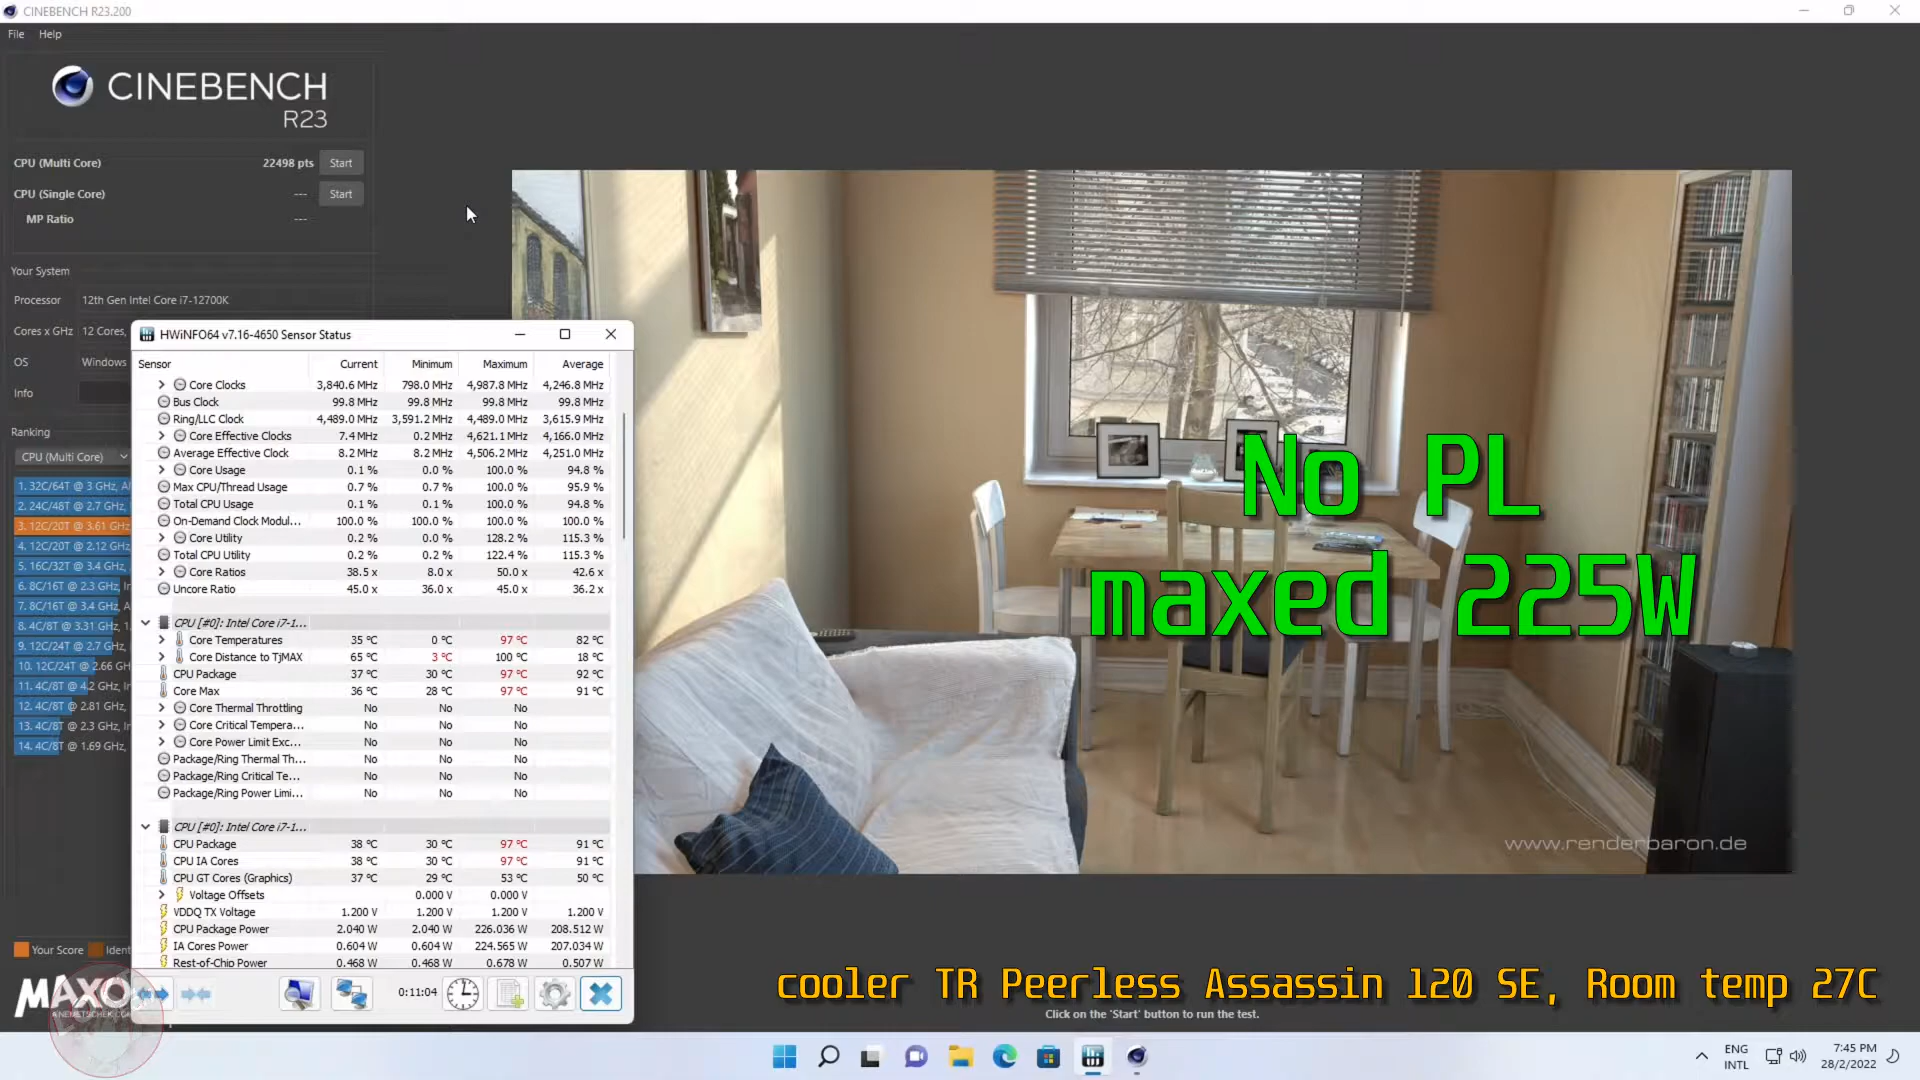 CINEBENCH R23.200
File Help
CINEBENCH
R23
CPU (Multi Core) 22498 pts Start
CPU (Single Core) --- Start
MP Ratio ---
Your System
Processor 12th Gen Intel Core i7-12700K
Cores x GHz 12 Cores,
OS Windows
Info
Ranking
CPU (Multi Core)
1. 32C/64T @ 3 GHz, A
2. 24C/48T @ 2.7 GHz,
3. 12C/20T @ 3.61 GHz
4. 12C/20T @ 2.12 GHz
5. 16C/32T @ 3.4 GHz,
6. 8C/16T @ 2.3 GHz, I
7. 8C/16T @ 3.4 GHz, A
8. 4C/8T @ 3.31 GHz,
9. 12C/24T @ 2.7 GHz,
10. 12C/24T @ 2.66 GH
11. 4C/8T @ 4.2 GHz, I
12. 4C/8T @ 2.81 GHz,
13. 4C/8T @ 2.3 GHz, I
14. 4C/8T @ 1.69 GHz,
Your Score Ident
MAXO
A NEMETSCHEK CO
HWiNFO64 v7.16-4650 Sensor Status
Sensor Current Minimum Maximum Average
Core Clocks 3,840.6 MHz 798.0 MHz 4,987.8 MHz 4,246.8 MHz
Bus Clock 99.8 MHz 99.8 MHz 99.8 MHz 99.8 MHz
Ring/LLC Clock 4,489.0 MHz 3,591.2 MHz 4,489.0 MHz 3,615.9 MHz
Core Effective Clocks 7.4 MHz 0.2 MHz 4,621.1 MHz 4,166.0 MHz
Average Effective Clock 8.2 MHz 8.2 MHz 4,506.2 MHz 4,251.0 MHz
Core Usage 0.1 % 0.0 % 100.0 % 94.8 %
Max CPU/Thread Usage 0.7 % 0.7 % 100.0 % 95.9 %
Total CPU Usage 0.1 % 0.1 % 100.0 % 94.8 %
On-Demand Clock Modul... 100.0 % 100.0 % 100.0 % 100.0 %
Core Utility 0.2 % 0.0 % 128.2 % 115.3 %
Total CPU Utility 0.2 % 0.2 % 122.4 % 115.3 %
Core Ratios 38.5 x 8.0 x 50.0 x 42.6 x
Uncore Ratio 45.0 x 36.0 x 45.0 x 36.2 x
CPU [#0]: Intel Core i7-1...
Core Temperatures 35 °C 0 °C 97 °C 82 °C
Core Distance to TjMAX 65 °C 3 °C 100 °C 18 °C
CPU Package 37 °C 30 °C 97 °C 92 °C
Core Max 36 °C 28 °C 97 °C 91 °C
Core Thermal Throttling No No No
Core Critical Tempera... No No No
Core Power Limit Exc... No No No
Package/Ring Thermal Th... No No No
Package/Ring Critical Te... No No No
Package/Ring Power Limi... No No No
CPU [#0]: Intel Core i7-1...
CPU Package 38 °C 30 °C 97 °C 91 °C
CPU IA Cores 38 °C 30 °C 97 °C 91 °C
CPU GT Cores (Graphics) 37 °C 29 °C 53 °C 50 °C
Voltage Offsets 0.000 V 0.000 V
VDDQ TX Voltage 1.200 V 1.200 V 1.200 V 1.200 V
CPU Package Power 2.040 W 2.040 W 226.036 W 208.512 W
IA Cores Power 0.604 W 0.604 W 224.565 W 207.034 W
Rest-of-Chip Power 0.468 W 0.468 W 0.678 W 0.507 W
0:11:04
No PL
maxed 225W
www.renderbaron.de
cooler TR Peerless Assassin 120 SE, Room temp 27C
Click on the 'Start' button to run the test.
ENG
INTL
7:45 PM
28/2/2022